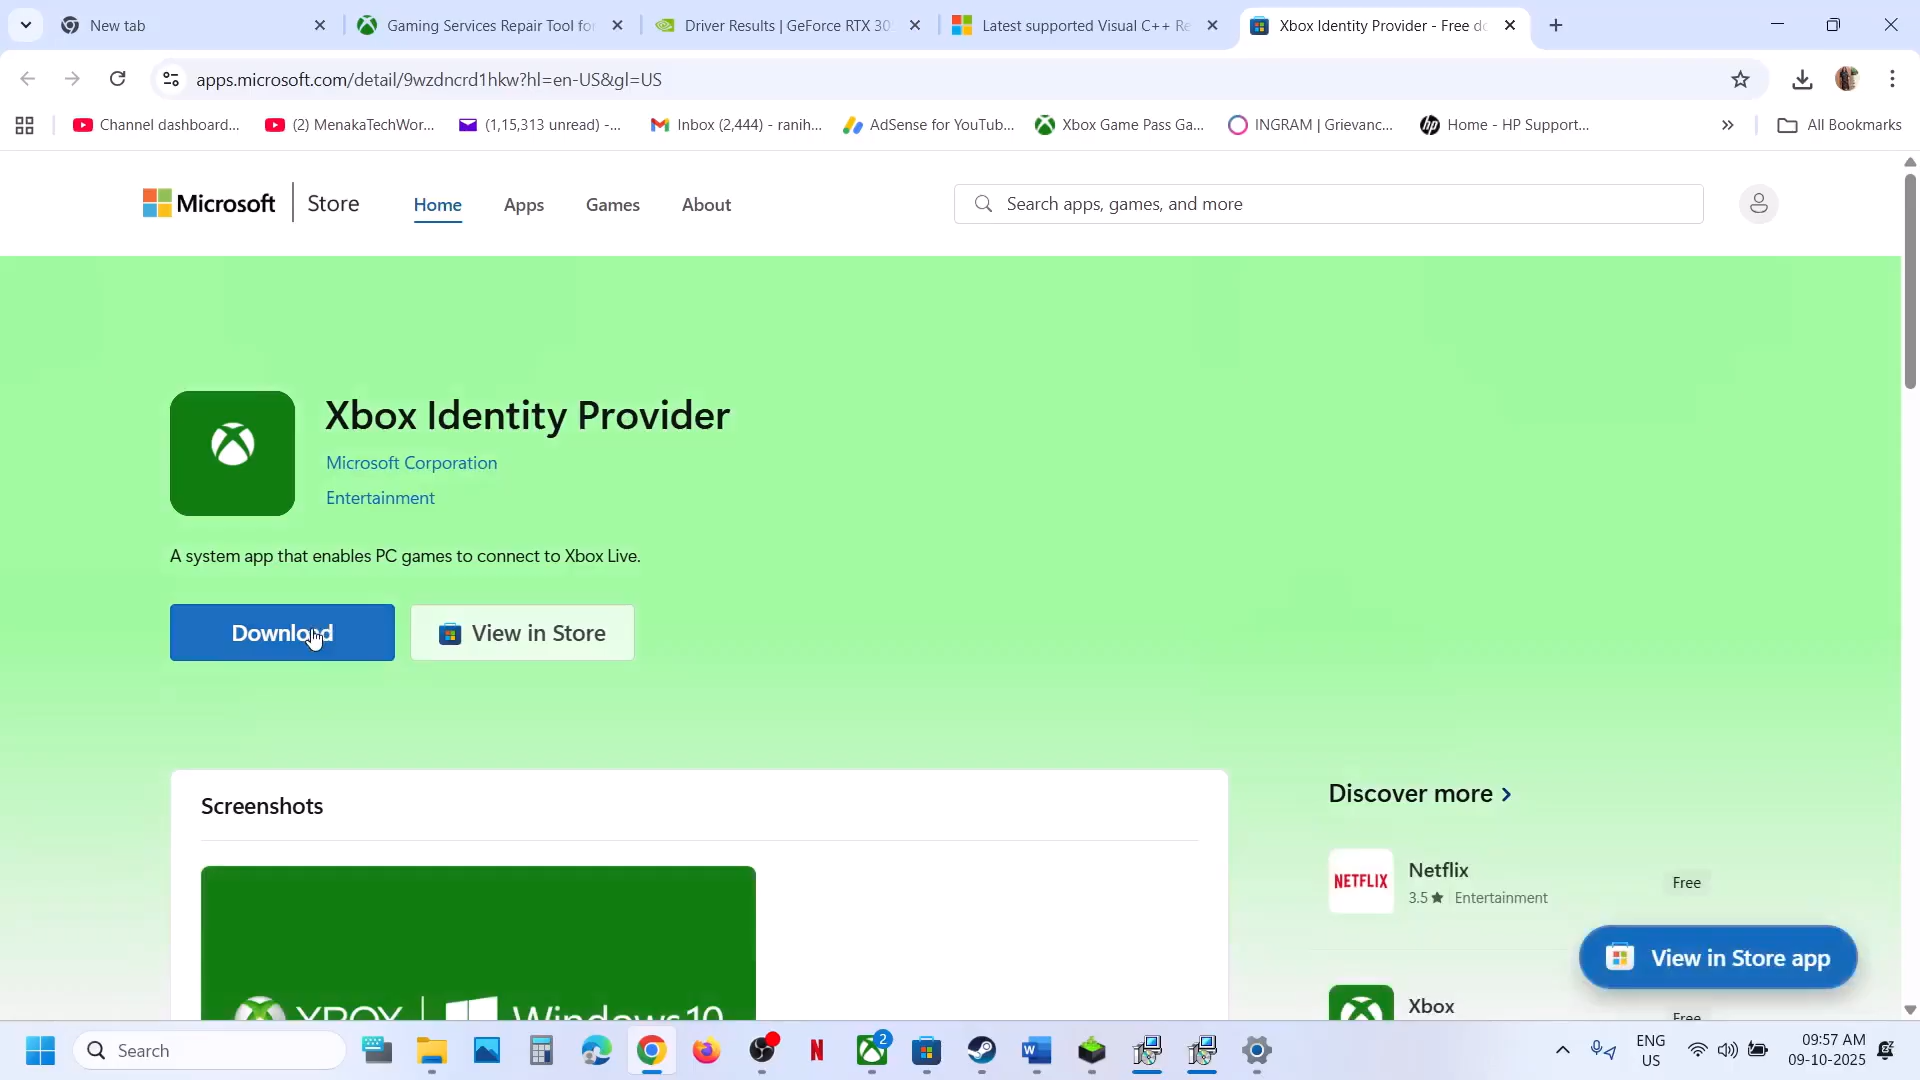 New tab
Gaming Services Repair Tool for
Driver Results | GeForce RTX 305
Latest supported Visual C++ Re
Xbox Identity Provider - Free do
apps.microsoft.com/detail/9wzdncrd1hkw?hl=en-US&gl=US
Channel dashboard...
(2) MenakaTechWor...
(1,15,313 unread) -...
Inbox (2,444) - ranih...
AdSense for YouTub...
Xbox Game Pass Ga...
INGRAM | Grievanc...
Home - HP Support...
All Bookmarks
Microsoft
Store
Home
Apps
Games
About
Search apps, games, and more
Xbox Identity Provider
Microsoft Corporation
Entertainment
A system app that enables PC games to connect to Xbox Live.
Download
View in Store
Screenshots
XBOX | Windows 10
Discover more
NETFLIX
Netflix
3.5★ | Entertainment
Free
Xbox
Free
View in Store app
Search
2
ENG
US
09:57 AM
09-10-2025